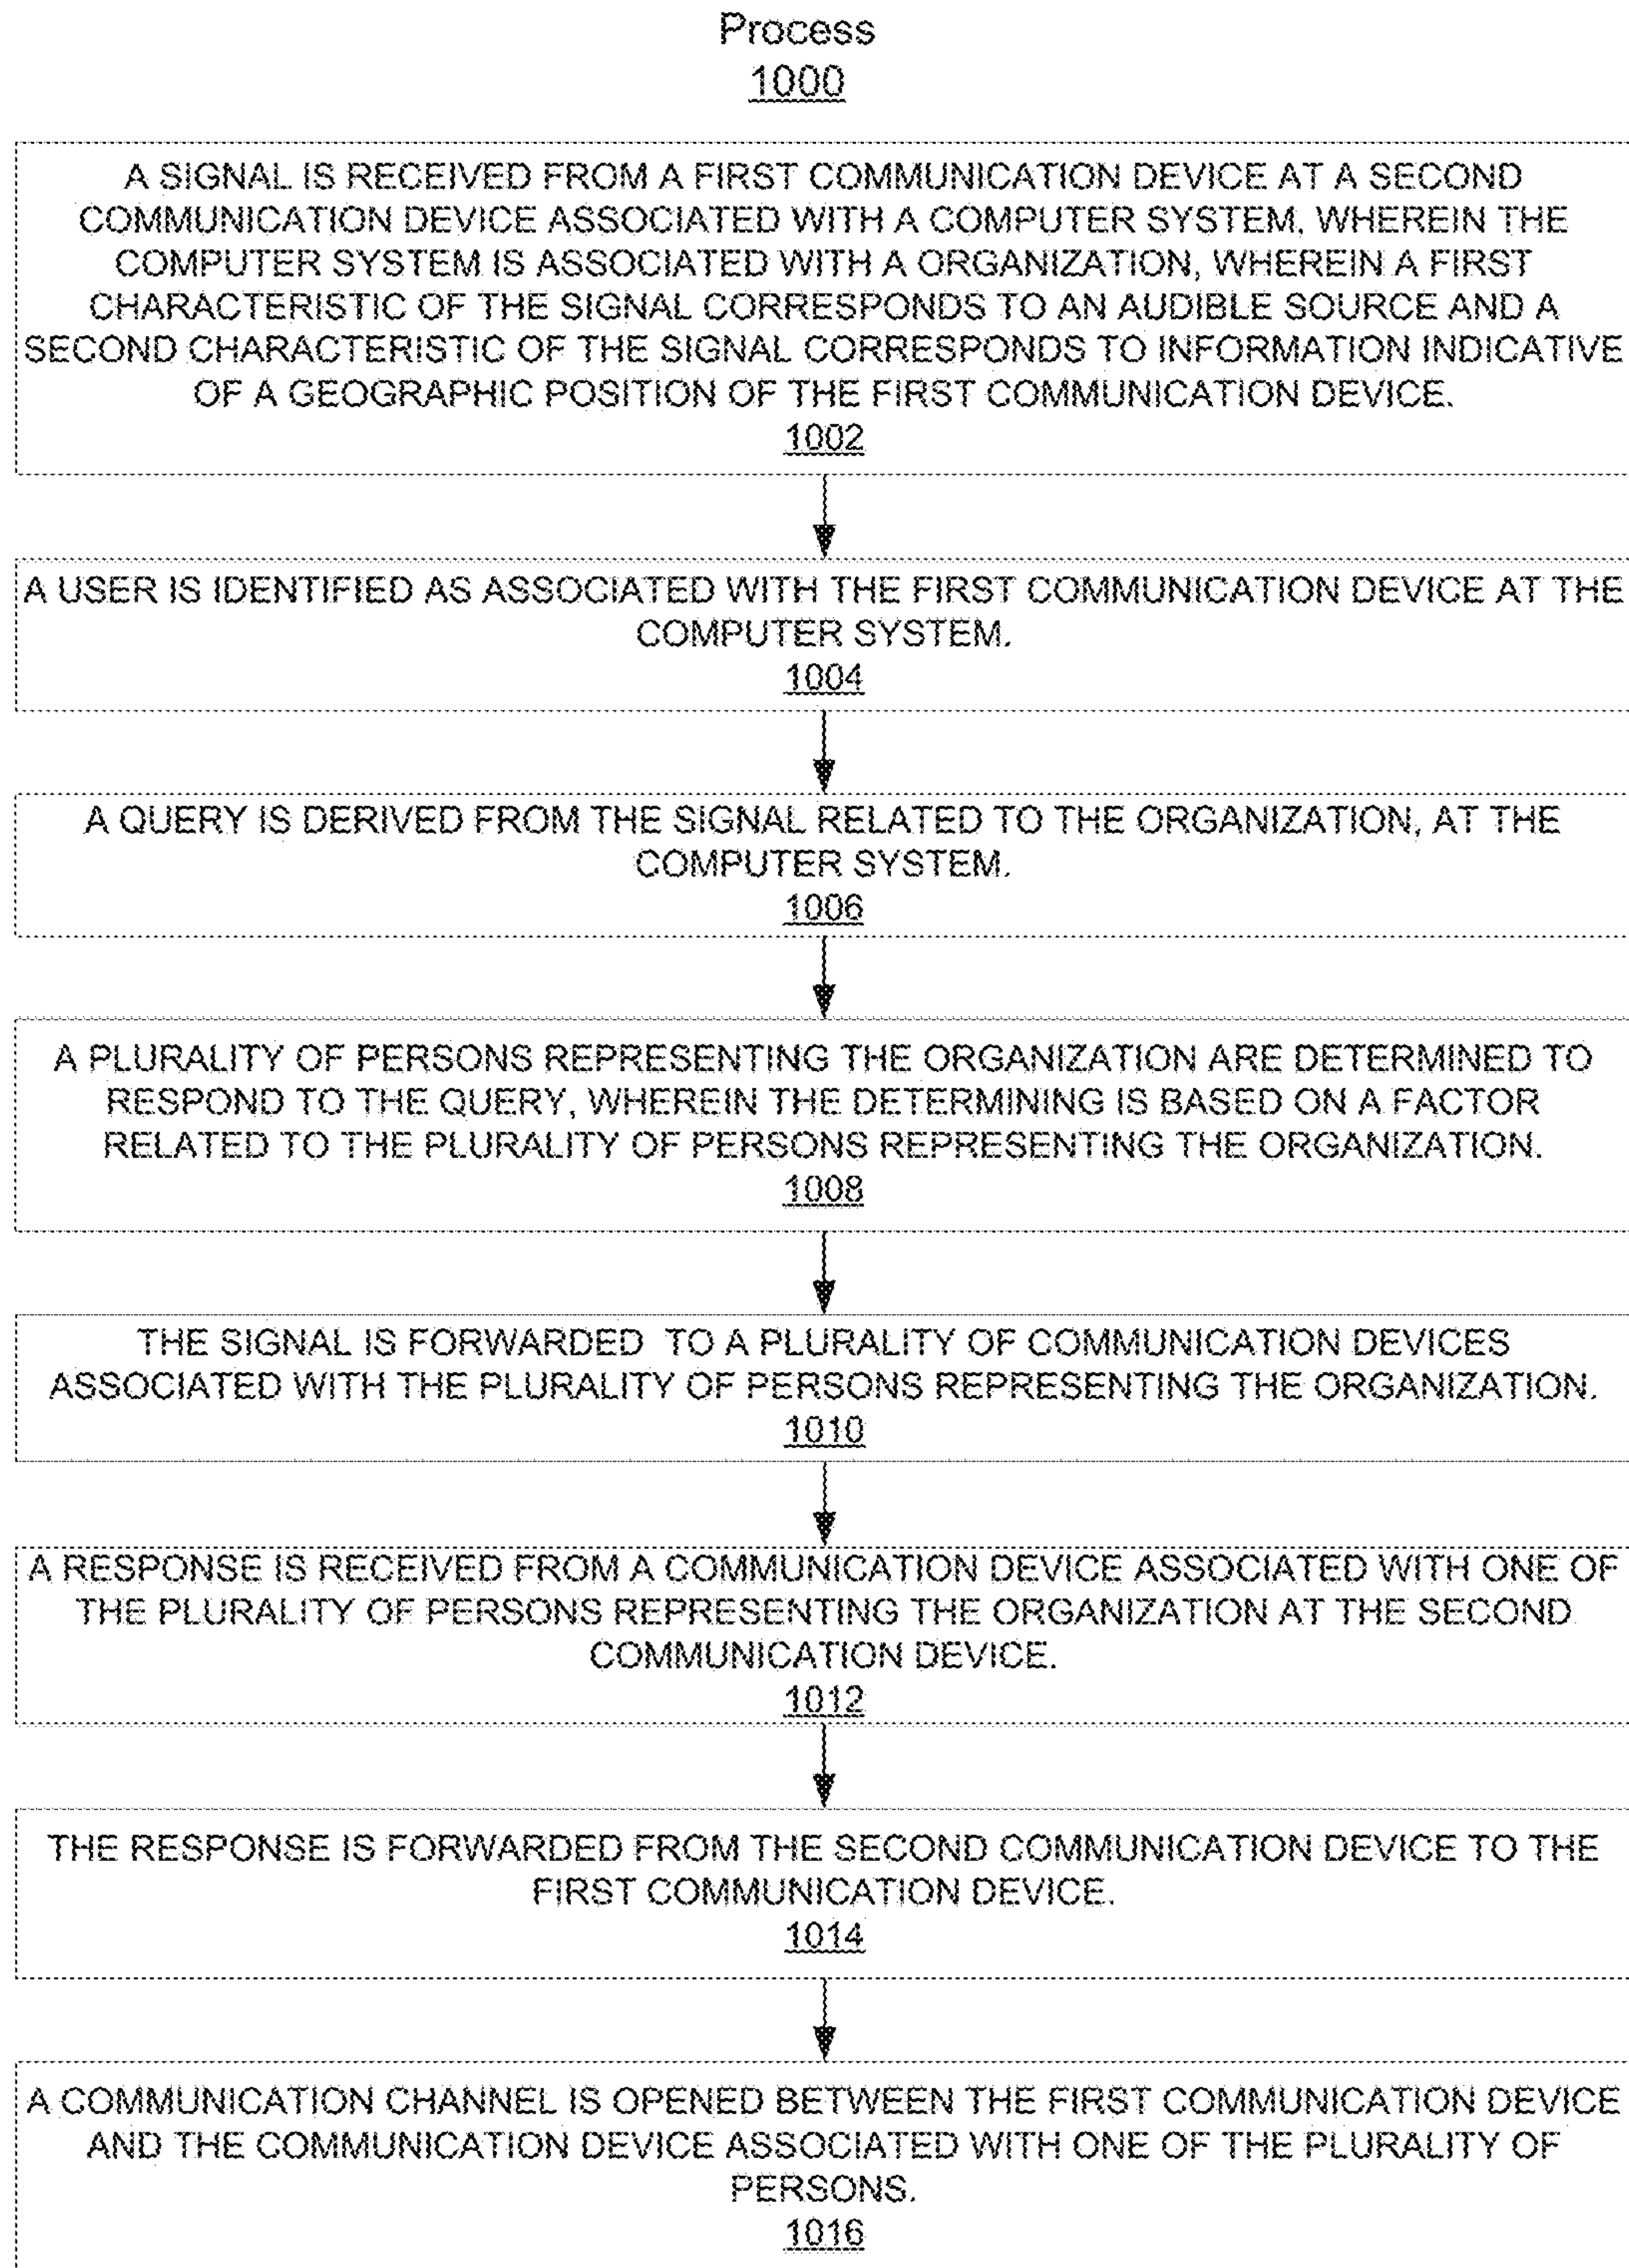 Process
1000
A SIGNAL IS RECEIVED FROM A FIRST COMMUNICATION DEVICE AT A SECOND
COMMUNICATION DEVICE ASSOCIATED WITH A COMPUTER SYSTEM, WHEREIN THE
COMPUTER SYSTEM IS ASSOCIATED WITH A ORGANIZATION, WHEREIN A FIRST
CHARACTERISTIC OF THE SIGNAL CORRESPONDS TO AN AUDIBLE SOURCE AND A
SECOND CHARACTERISTIC OF THE SIGNAL CORRESPONDS TO INFORMATION INDICATIVE
OF A GEOGRAPHIC POSITION OF THE FIRST COMMUNICATION DEVICE.
1002
A USER IS IDENTIFIED AS ASSOCIATED WITH THE FIRST COMMUNICATION DEVICE AT THE
COMPUTER SYSTEM.
1004
A QUERY IS DERIVED FROM THE SIGNAL RELATED TO THE ORGANIZATION, AT THE
COMPUTER SYSTEM.
1006
A PLURALITY OF PERSONS REPRESENTING THE ORGANIZATION ARE DETERMINED TO
RESPOND TO THE QUERY, WHEREIN THE DETERMINING IS BASED ON A FACTOR
RELATED TO THE PLURALITY OF PERSONS REPRESENTING THE ORGANIZATION.
1008
THE SIGNAL IS FORWARDED TO A PLURALITY OF COMMUNICATION DEVICES
ASSOCIATED WITH THE PLURALITY OF PERSONS REPRESENTING THE ORGANIZATION.
1010
A RESPONSE IS RECEIVED FROM A COMMUNICATION DEVICE ASSOCIATED WITH ONE OF
THE PLURALITY OF PERSONS REPRESENTING THE ORGANIZATION AT THE SECOND
COMMUNICATION DEVICE.
1012
THE RESPONSE IS FORWARDED FROM THE SECOND COMMUNICATION DEVICE TO THE
FIRST COMMUNICATION DEVICE.
1014
A COMMUNICATION CHANNEL IS OPENED BETWEEN THE FIRST COMMUNICATION DEVICE
AND THE COMMUNICATION DEVICE ASSOCIATED WITH ONE OF THE PLURALITY OF
PERSONS.
1016